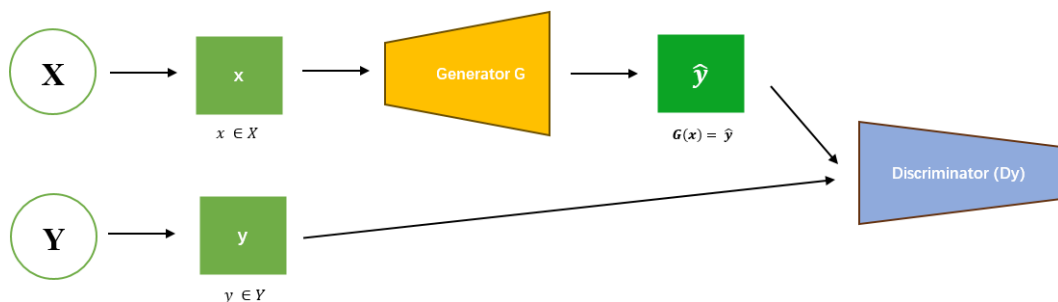 X
x
Generator G
ŷ
x ∈ X
G(x) = ŷ
Discriminator (Dy)
Y
y
y ∈ Y